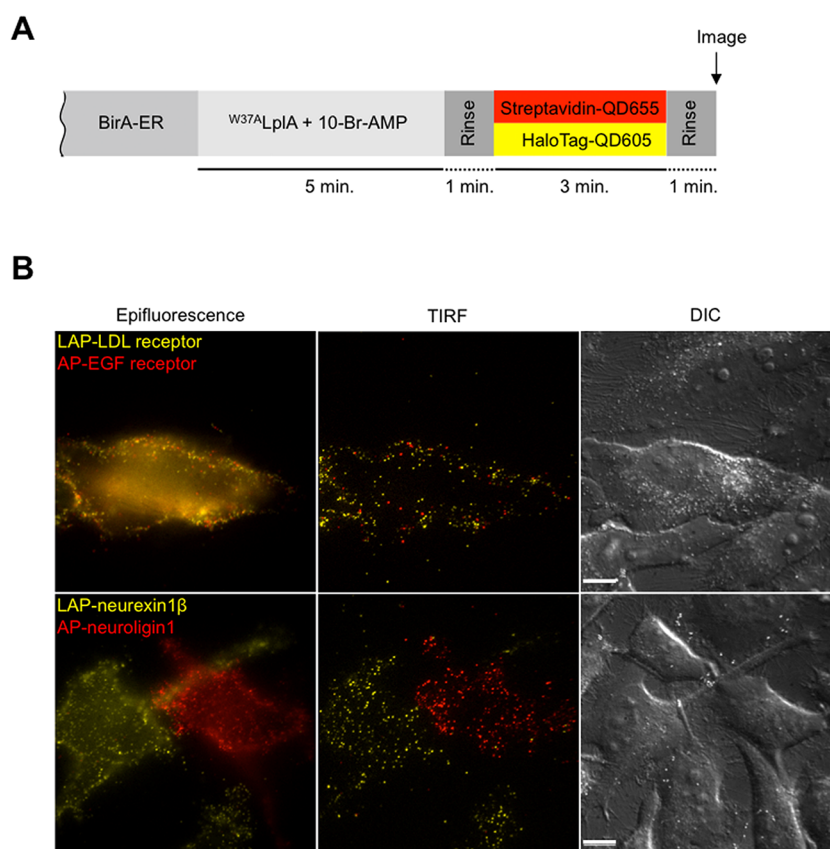 A
Image
BirA-ER
W37ALplA + 10-Br-AMP
Rinse
Streptavidin-QD655
HaloTag-QD605
Rinse
5 min.
1 min.
3 min.
1 min.
B
Epifluorescence
TIRF
DIC
LAP-LDL receptor
AP-EGF receptor
LAP-neurexin1β
AP-neuroligin1